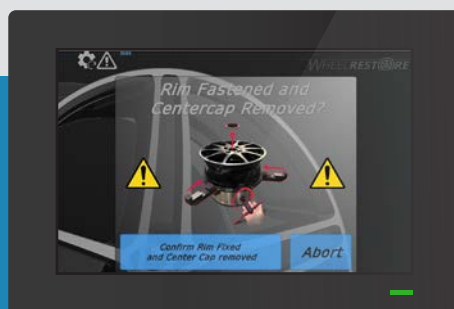 WHEELRESTORE
Rim Fastened and
Centercap Removed?
Confirm Rim Fixed
and Center Cap removed
Abort